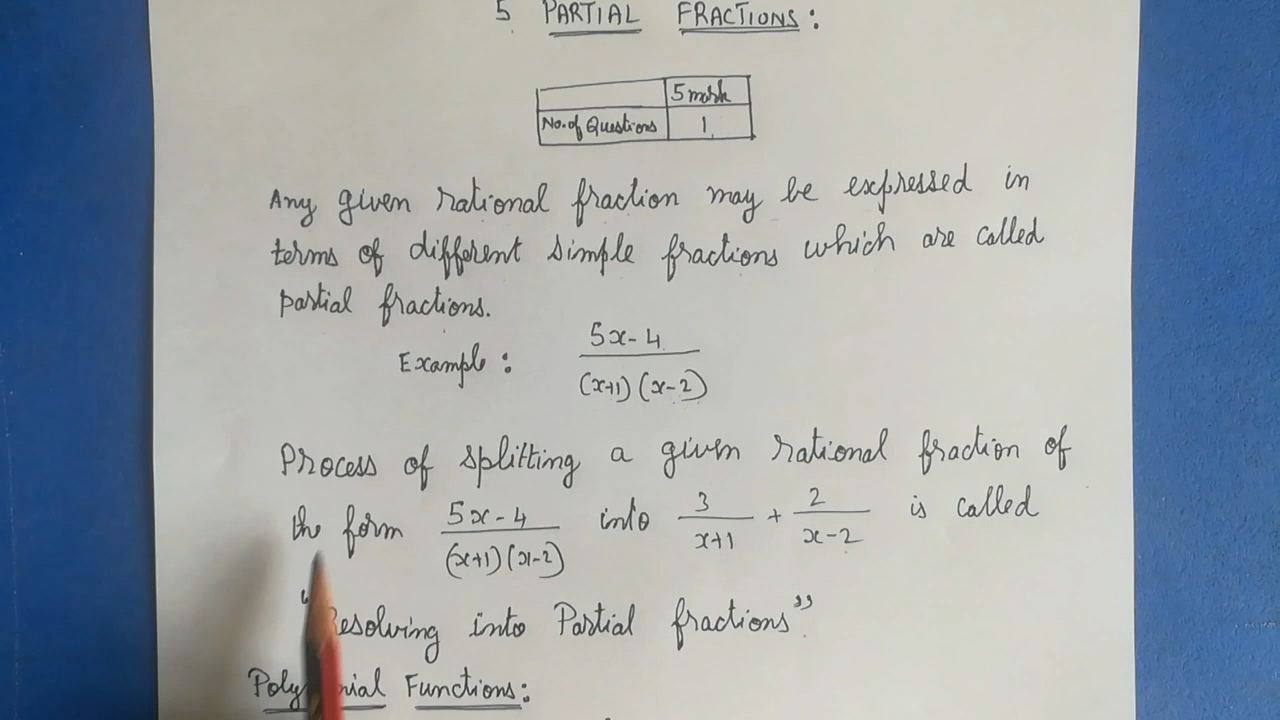 5 PARTIAL FRACTIONS:
5 mark
No. of Questions 1
Any given rational fraction may be expressed in
terms of different simple fractions which are called
partial fractions.
Example: 5x-4 / (x+1)(x-2)
Process of splitting a given rational fraction of
the form 5x-4 / (x+1)(x-2) into 3 / x+1 + 2 / x-2 is called
"Resolving into Partial fractions".
Polynomial Functions: